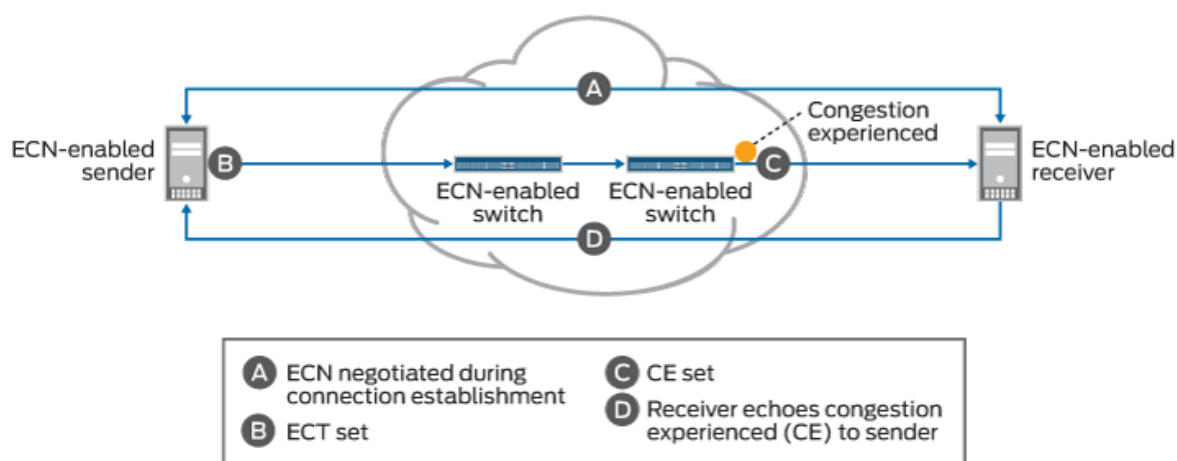 A
Congestion
experienced
ECN-enabled
sender
B
C
ECN-enabled
receiver
ECN-enabled
switch
ECN-enabled
switch
D
A ECN negotiated during
connection establishment
B ECT set
C CE set
D Receiver echoes congestion
experienced (CE) to sender